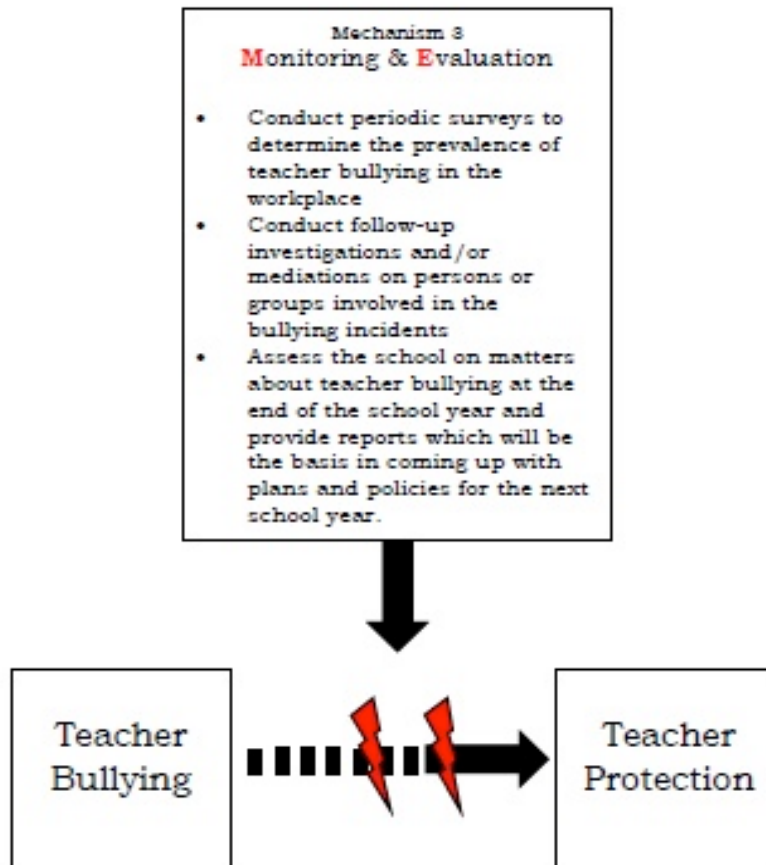 Mechanism 3
Monitoring & Evaluation
• Conduct periodic surveys to
determine the prevalence of
teacher bullying in the
workplace
• Conduct follow-up
investigations and/or
mediations on persons or
groups involved in the
bullying incidents
• Assess the school on matters
about teacher bullying at the
end of the school year and
provide reports which will be
the basis in coming up with
plans and policies for the next
school year.
Teacher
Bullying
Teacher
Protection